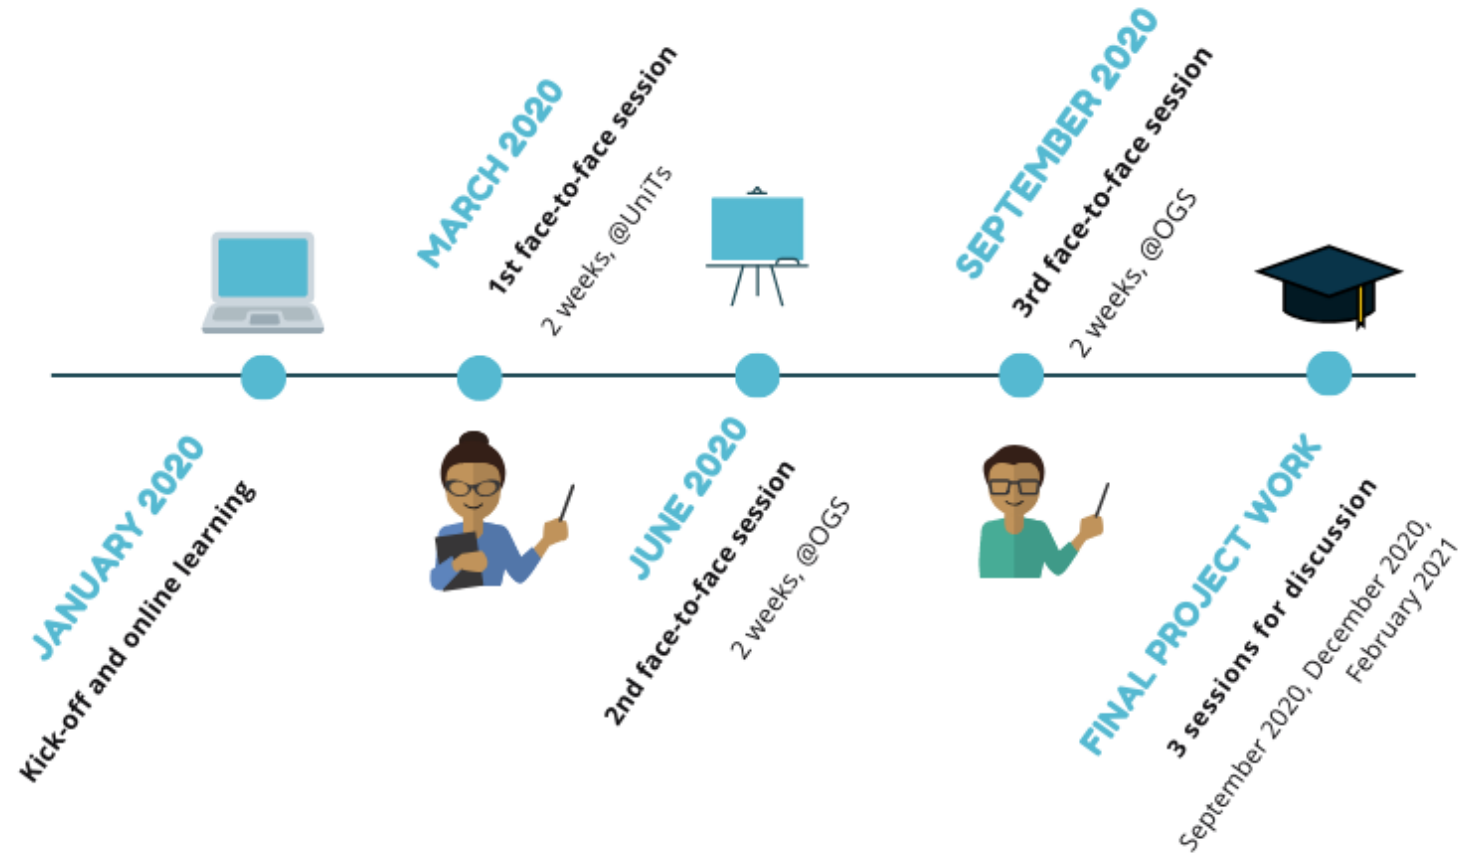 JANUARY 2020
Kick-off and online learning
MARCH 2020
1st face-to-face session
2 weeks, @UniTs
JUNE 2020
2nd face-to-face session
2 weeks, @OGS
SEPTEMBER 2020
3rd face-to-face session
2 weeks, @OGS
FINAL PROJECT WORK
3 sessions for discussion
September 2020, December 2020,
February 2021